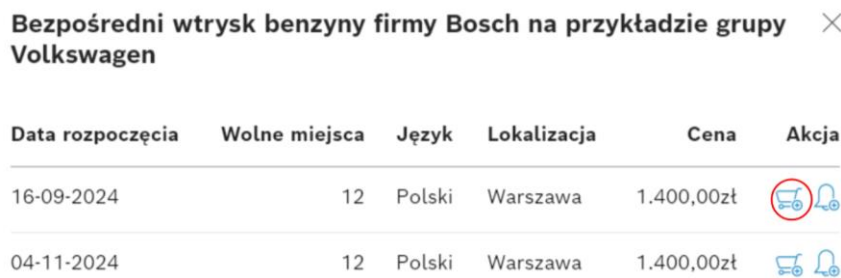 Bezpośredni wtrysk benzyny firmy Bosch na przykładzie grupy
Volkswagen
Data rozpoczęcia Wolne miejsca Język Lokalizacja Cena Akcja
16-09-2024 12 Polski Warszawa 1.400,00zł
04-11-2024 12 Polski Warszawa 1.400,00zł